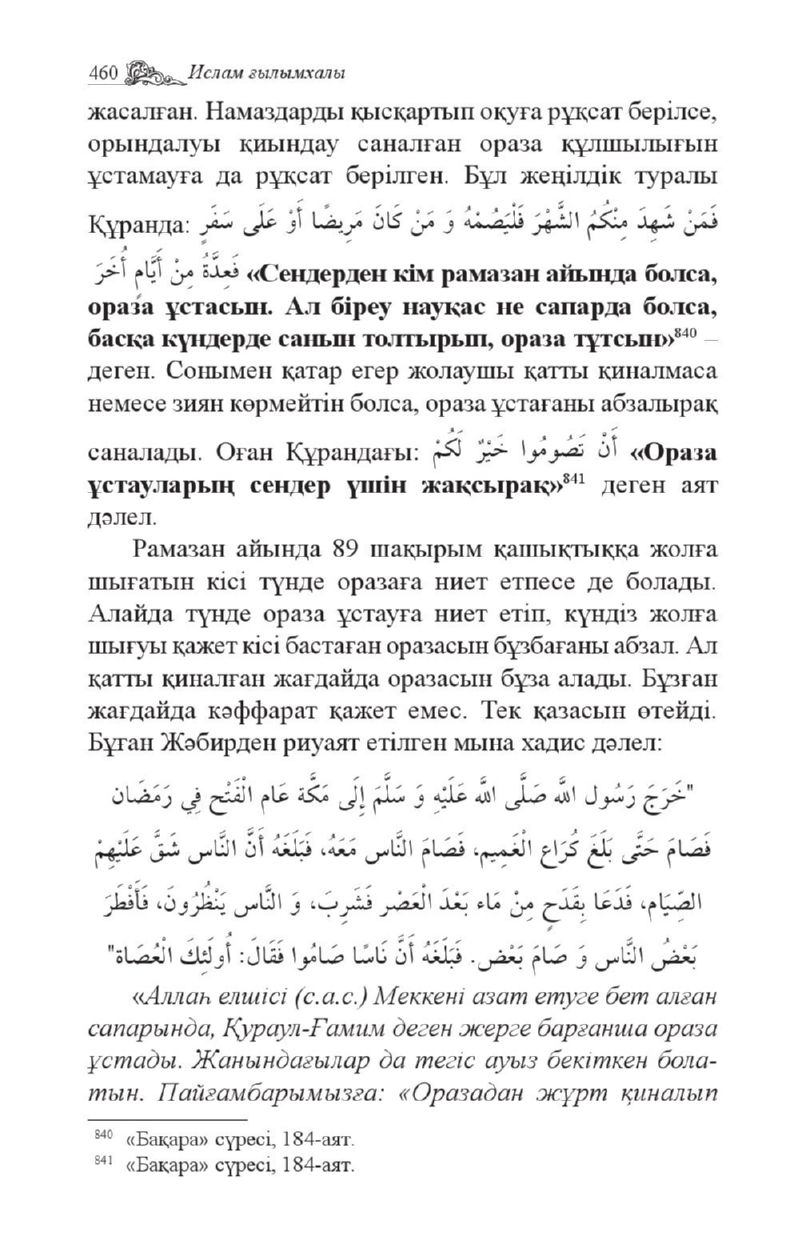 460 Ислам ғылымхалы
жасалған. Намаздарды қысқартып оқуға рұқсат берілсе,
орындалуы қиындау саналған ораза құлшылығын
ұстамауға да рұқсат берілген. Бұл жеңілдік туралы
Құранда: فَمَنْ شَهِدَ مِنْكُمُ الشَّهْرَ فَلْيَصُمْهُ وَ مَنْ كَانَ مَرِيضًا أَوْ عَلَى سَفَرٍ
فَعِدَّةٌ مِنْ أَيَّامٍ أُخَرَ «Сендерден кім рамазан айында болса,
ораза ұстасын. Ал біреу науқас не сапарда болса,
басқа күндерде санын толтырып, ораза тұтсын»⁸⁴⁰ –
деген. Сонымен қатар егер жолаушы қатты қиналмаса
немесе зиян көрмейтін болса, ораза ұстағаны абзалырақ
саналады. Оған Құрандағы: أَنْ تَصُومُوا خَيْرٌ لَكُمْ «Ораза
ұстауларың сендер үшін жақсырақ»⁸⁴¹ деген аят
дәлел.
Рамазан айында 89 шақырым қашықтыққа жолға
шығатын кісі түнде оразаға ниет етпесе де болады.
Алайда түнде ораза ұстауға ниет етіп, күндіз жолға
шығуы қажет кісі бастаған оразасын бұзбағаны абзал. Ал
қатты қиналған жағдайда оразасын бұза алады. Бұзған
жағдайда кәффарат қажет емес. Тек қазасын өтейді.
Бұған Жәбирден риуаят етілген мына хадис дәлел:
"خَرَجَ رَسُول الله صَلَّى الله عَلَيْهِ وَ سَلَّمَ إِلَى مَكَّة عَام الْفَتْح فِي رَمَضَان
فَصَامَ حَتَّى بَلَغَ كُرَاع الْغَمِيم، فَصَامَ النَّاس مَعَهُ، فَبَلَغَهُ أَنَّ النَّاس شَقَّ عَلَيْهِمْ
الصِّيَام، فَدَعَا بِقَدَحٍ مِنْ مَاء بَعْدَ الْعَصْر فَشَرِبَ، وَ النَّاس يَنْظُرُونَ، فَأَفْطَرَ
بَعْضُ النَّاس وَ صَامَ بَعْض. فَبَلَغَهُ أَنَّ نَاسًا صَامُوا فَقَالَ: أُولَئِكَ الْعُصَاة"
«Аллаһ елшісі (с.а.с.) Меккені азат етуге бет алған
сапарында, Құраул-Ғамим деген жерге барғанша ораза
ұстады. Жанындағылар да тегіс ауыз бекіткен бола-
тын. Пайғамбарымызға: «Оразадан жұрт қиналып
⁸⁴⁰ «Бақара» сүресі, 184-аят.
⁸⁴¹ «Бақара» сүресі, 184-аят.